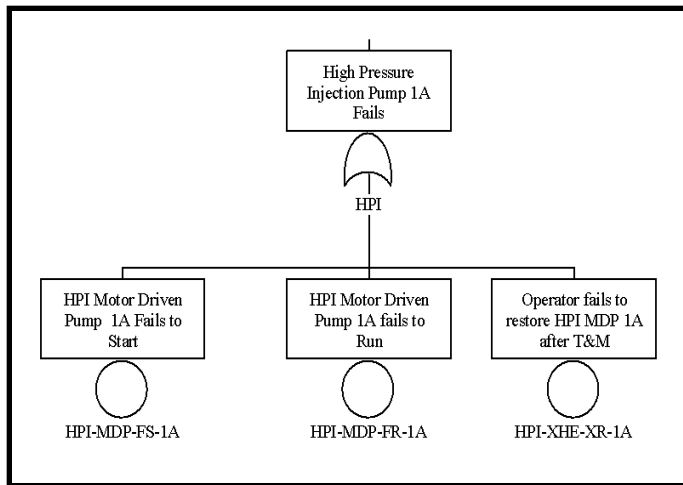 High Pressure
Injection Pump 1A
Fails
HPI
HPI Motor Driven
Pump 1A Fails to
Start
HPI Motor Driven
Pump 1A fails to
Run
Operator fails to
restore HPI MDP 1A
after T&M
HPI-MDP-FS-1A
HPI-MDP-FR-1A
HPI-XHE-XR-1A